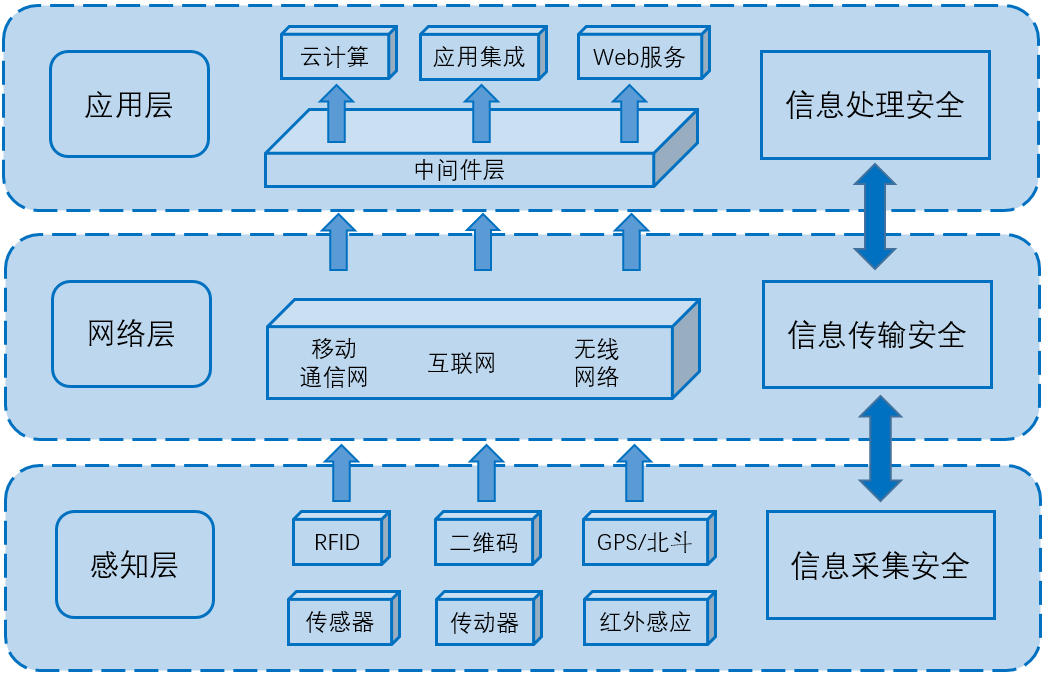 云计算
应用集成
Web服务
应用层
信息处理安全
中间件层
网络层
移动
通信网
互联网
无线
网络
信息传输安全
感知层
RFID
二维码
GPS/北斗
信息采集安全
传感器
传动器
红外感应